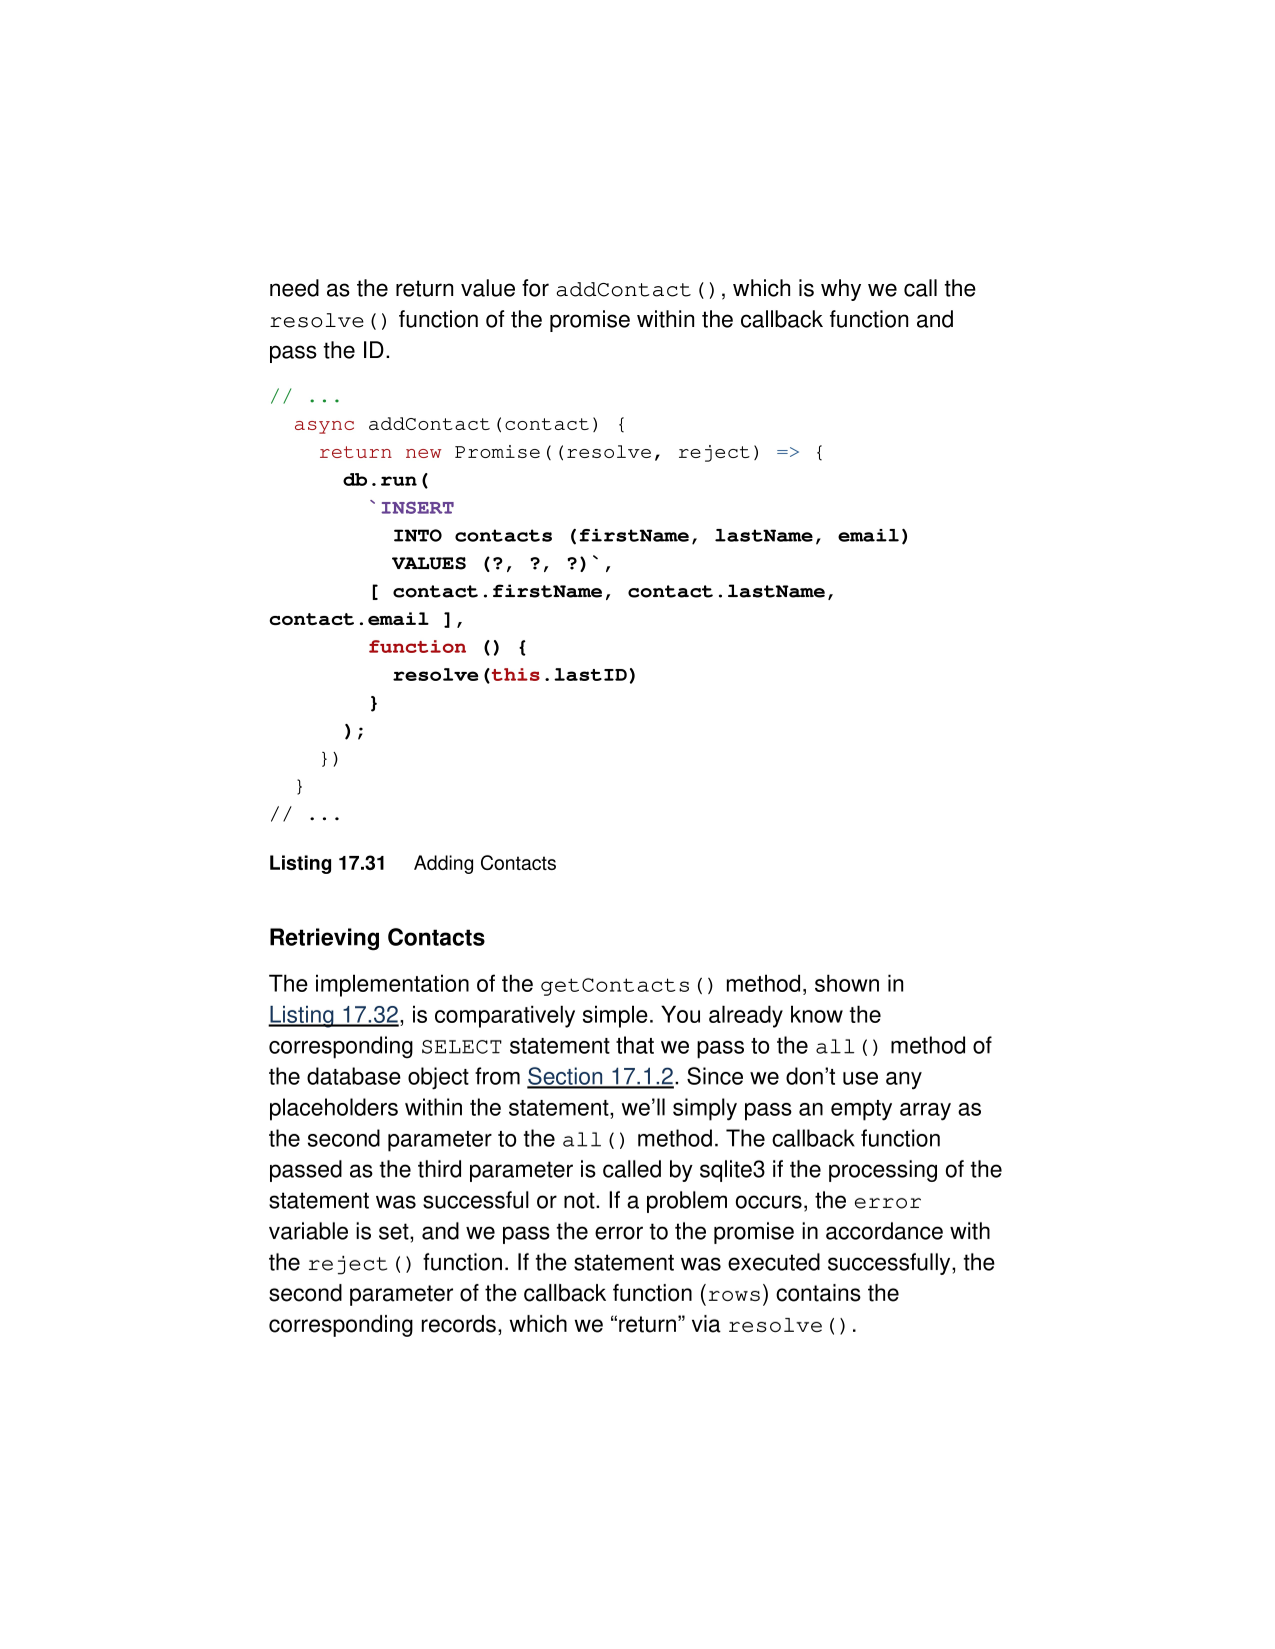 need as the return value for addContact(), which is why we call the
resolve() function of the promise within the callback function and
pass the ID.
// ...
  async addContact(contact) {
    return new Promise((resolve, reject) => {
      db.run(
        `INSERT
          INTO contacts (firstName, lastName, email)
          VALUES (?, ?, ?)`,
        [ contact.firstName, contact.lastName,
contact.email ],
        function () {
          resolve(this.lastID)
        }
      );
    })
  }
// ...
Listing 17.31 Adding Contacts
Retrieving Contacts
The implementation of the getContacts() method, shown in
Listing 17.32, is comparatively simple. You already know the
corresponding SELECT statement that we pass to the all() method of
the database object from Section 17.1.2. Since we don’t use any
placeholders within the statement, we’ll simply pass an empty array as
the second parameter to the all() method. The callback function
passed as the third parameter is called by sqlite3 if the processing of the
statement was successful or not. If a problem occurs, the error
variable is set, and we pass the error to the promise in accordance with
the reject() function. If the statement was executed successfully, the
second parameter of the callback function (rows) contains the
corresponding records, which we “return” via resolve().